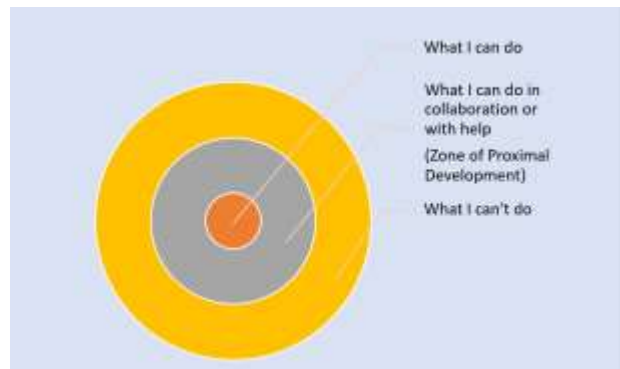 What I can do
What I can do in
collaboration or
with help
(Zone of Proximal
Development)
What I can't do